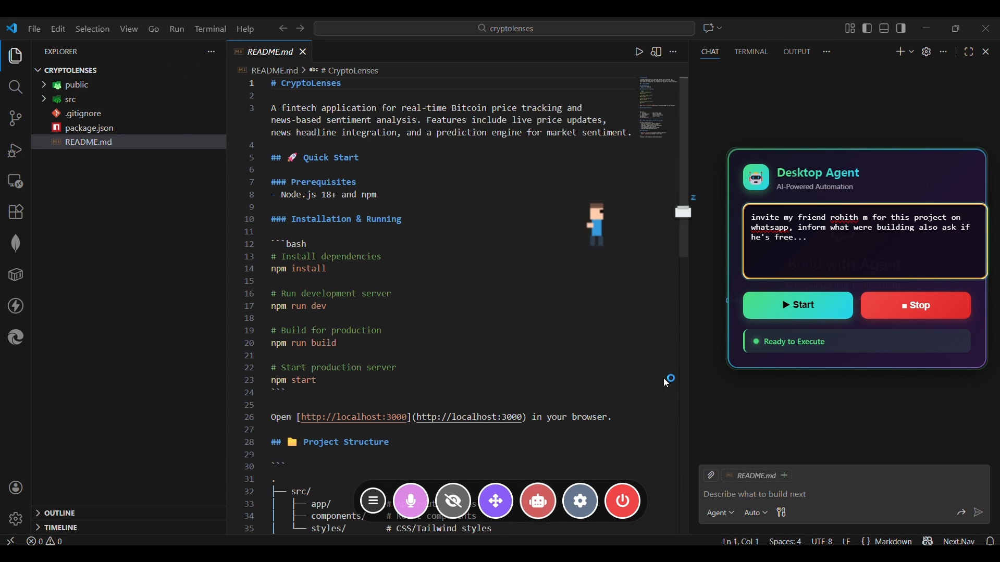 File Edit Selection View Go Run Terminal Help
cryptolenses
EXPLORER
CRYPTOLENSES
public
src
.gitignore
package.json
README.md
OUTLINE
TIMELINE
README.md
README.md > # CryptoLenses
1 # CryptoLenses
2
3 A fintech application for real-time Bitcoin price tracking and
news-based sentiment analysis. Features include live price updates,
news headline integration, and a prediction engine for market sentiment.
4
5 ## 🚀 Quick Start
6
7 ### Prerequisites
8 - Node.js 18+ and npm
9
10 ### Installation & Running
11
12 ```bash
13 # Install dependencies
14 npm install
15
16 # Run development server
17 npm run dev
18
19 # Build for production
20 npm run build
21
22 # Start production server
23 npm start
24 ```
25
26 Open [http://localhost:3000](http://localhost:3000) in your browser.
27
28 ## 📁 Project Structure
29
30 ```
31 .
32 ├── src/
33 │ ├── app/
34 │ ├── components/
35 │ └── styles/ # CSS/Tailwind styles
CHAT TERMINAL OUTPUT
z
Desktop Agent
AI-Powered Automation
invite my friend rohith m for this project on
whatsapp, inform what were building also ask if
he's free...
Build with Agent
AI responses may be inaccurate.
▶ Start
■ Stop
Ready to Execute
README.md
Describe what to build next
Agent Auto
0 0
Ln 1, Col 1 Spaces: 4 UTF-8 LF {} Markdown Next.Nav